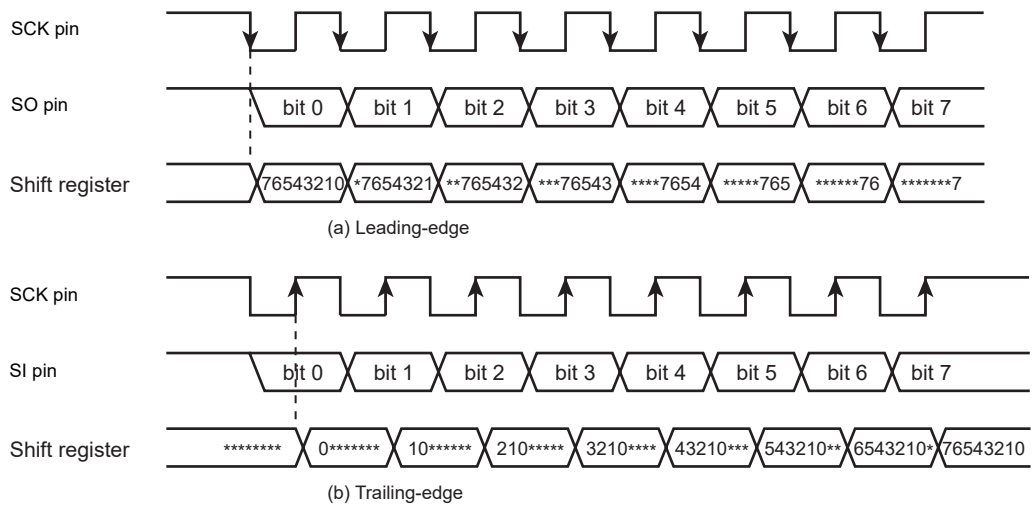 SCK pin
SO pin bit 0 bit 1 bit 2 bit 3 bit 4 bit 5 bit 6 bit 7
Shift register 76543210 *7654321 **765432 ***76543 ****7654 *****765 ******76 *******7
(a) Leading-edge
SCK pin
SI pin bit 0 bit 1 bit 2 bit 3 bit 4 bit 5 bit 6 bit 7
Shift register ******** 0******* 10****** 210***** 3210**** 43210*** 543210** 6543210* 76543210
(b) Trailing-edge